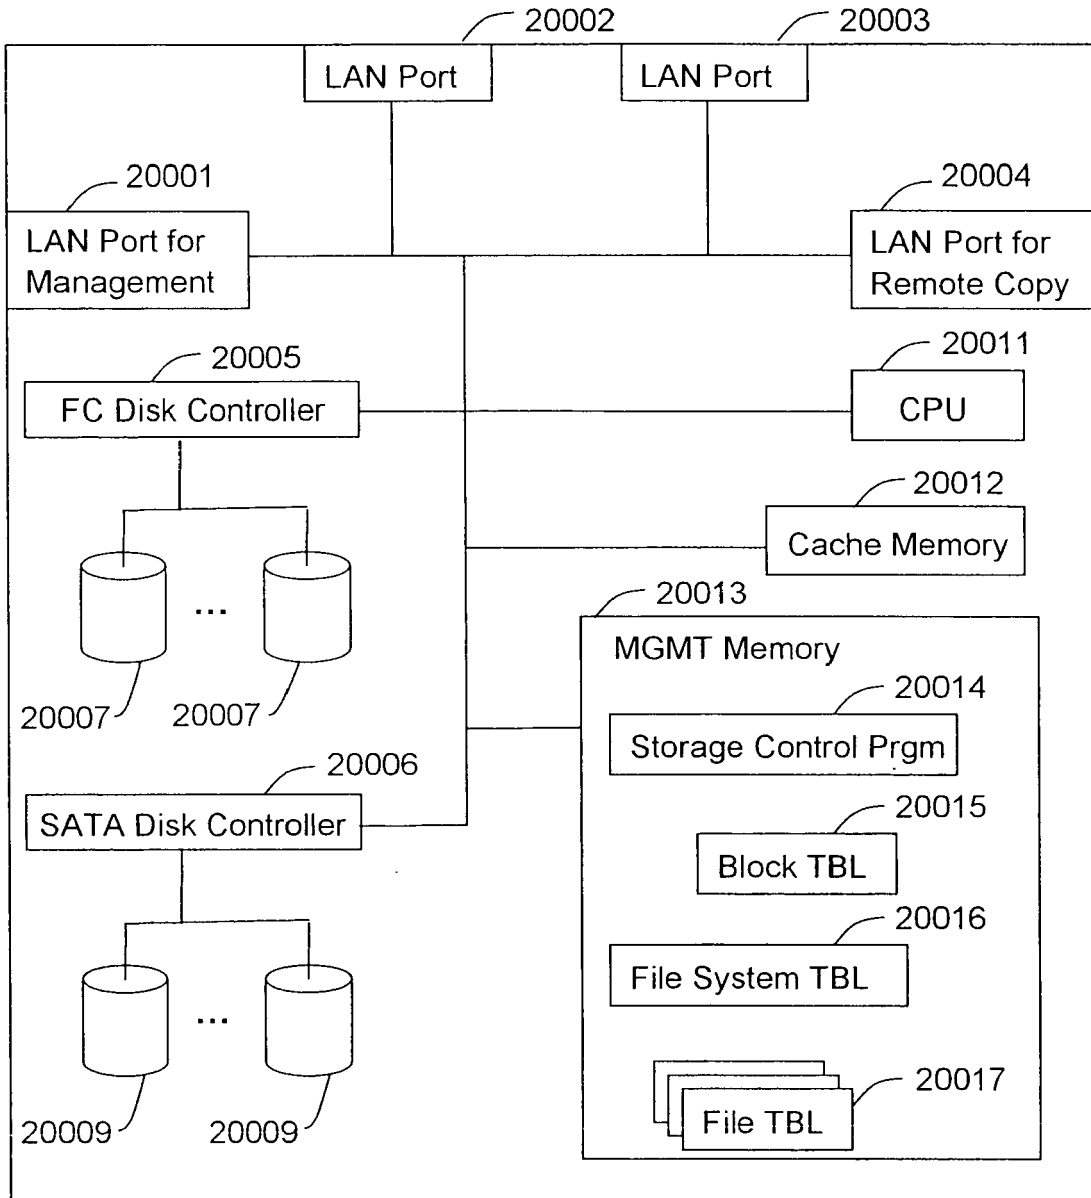 20002
20003
LAN Port
LAN Port
20001
20004
LAN Port for
Management
LAN Port for
Remote Copy
20005
20011
FC Disk Controller
CPU
20012
Cache Memory
...
20013
MGMT Memory
20007
20007
20014
Storage Control Prgm
20006
SATA Disk Controller
20015
Block TBL
20016
File System TBL
...
20017
File TBL
20009
20009